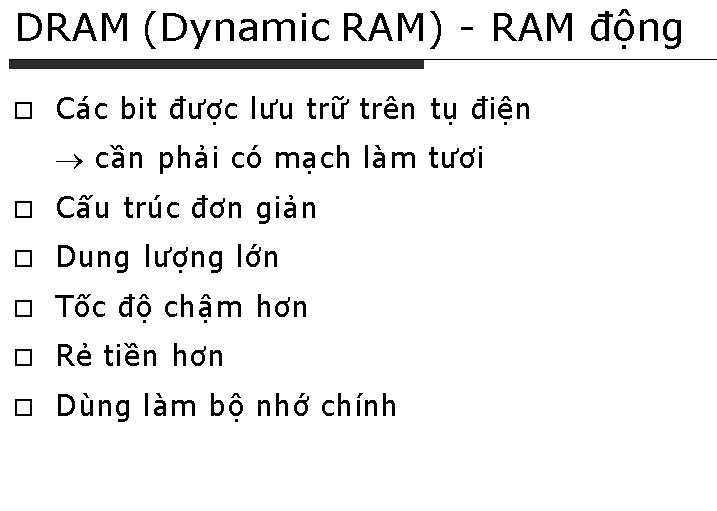 DRAM (Dynamic RAM) - RAM động
Các bit được lưu trữ trên tụ điện
→ cần phải có mạch làm tươi
Cấu trúc đơn giản
Dung lượng lớn
Tốc độ chậm hơn
Rẻ tiền hơn
Dùng làm bộ nhớ chính